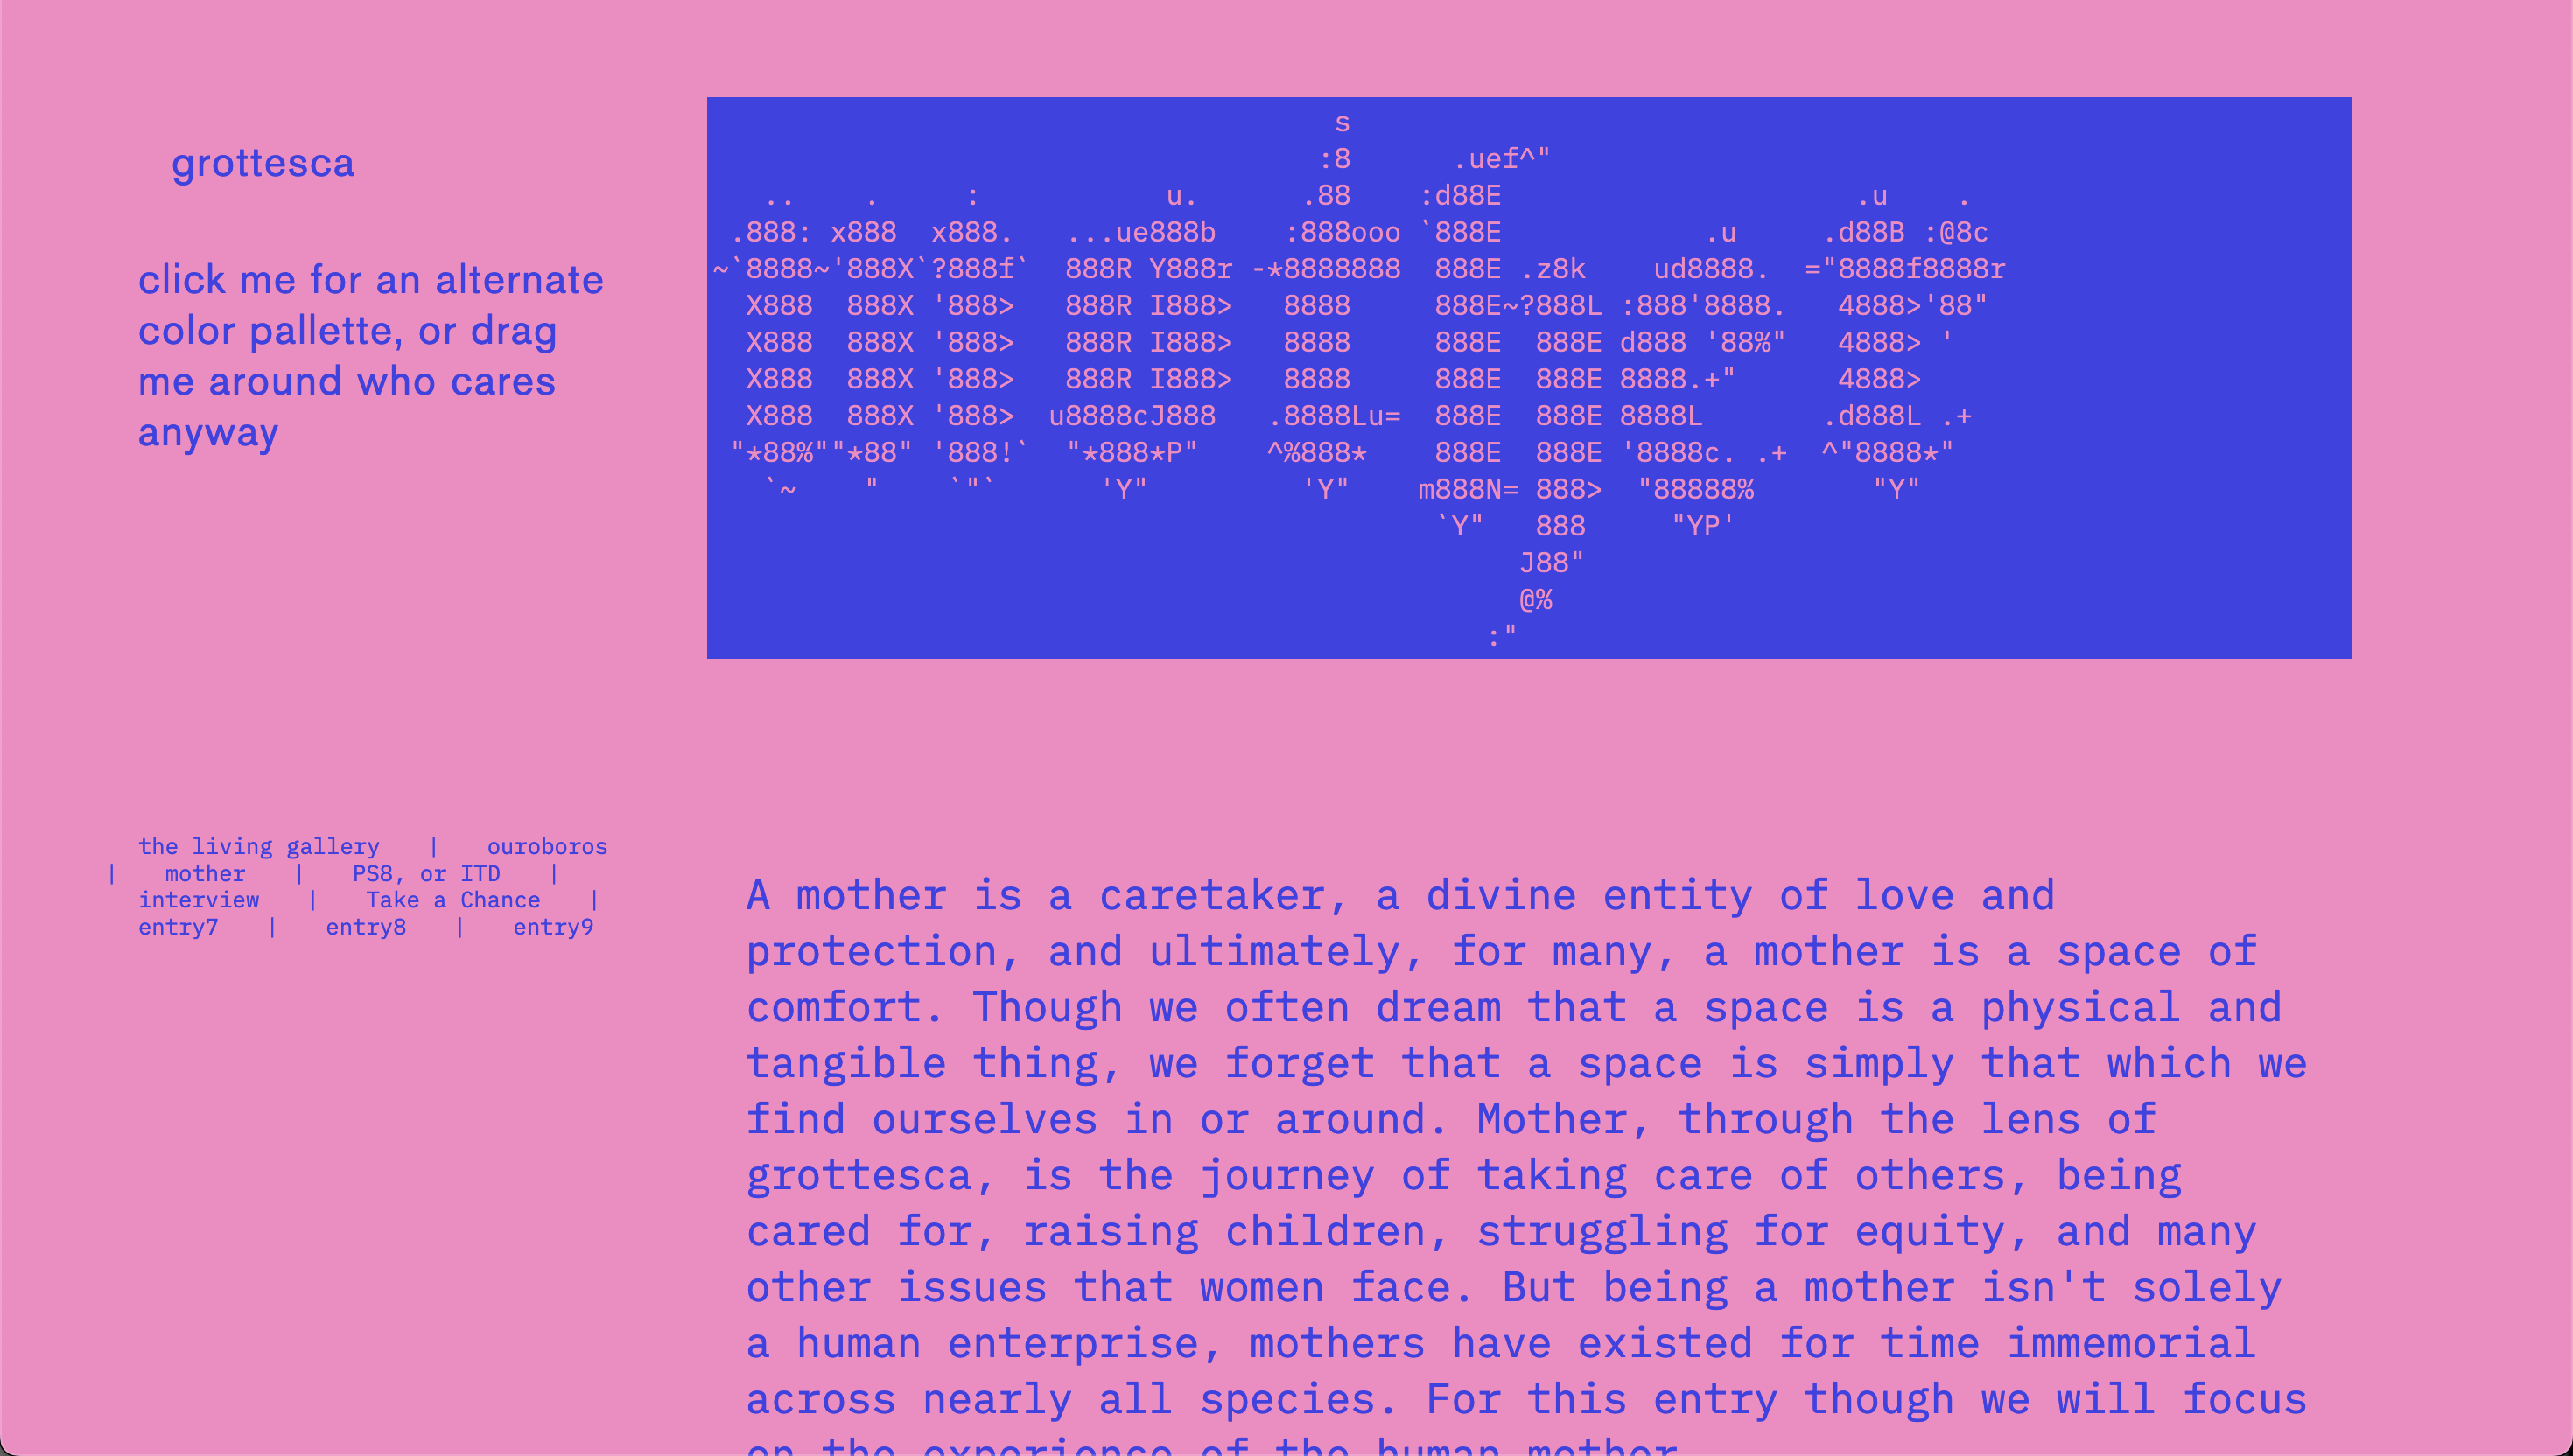 grottesca
click me for an alternate
color pallette, or drag
me around who cares
anyway
                                     s
                                    :8      .uef^"
   ..    .     :           u.      .88    :d88E                     .u    .
 .888: x888  x888.   ...ue888b    :888ooo `888E            .u     .d88B :@8c
~`8888~'888X`?888f`  888R Y888r -*8888888  888E .z8k    ud8888.  ="8888f8888r
  X888  888X '888>   888R I888>   8888     888E~?888L :888'8888.   4888>'88"
  X888  888X '888>   888R I888>   8888     888E  888E d888 '88%"   4888> '
  X888  888X '888>   888R I888>   8888     888E  888E 8888.+"      4888>
  X888  888X '888>  u8888cJ888   .8888Lu=  888E  888E 8888L       .d888L .+
 "*88%""*88" '888!`  "*888*P"    ^%888*    888E  888E '8888c. .+  ^"8888*"
   `~    "    `"`      'Y"         'Y"    m888N= 888>  "88888%       "Y"
                                           `Y"   888     "YP'
                                                J88"
                                                @%
                                              :"
the living gallery | ouroboros
| mother | PS8, or ITD |
interview | Take a Chance |
entry7 | entry8 | entry9
A mother is a caretaker, a divine entity of love and
protection, and ultimately, for many, a mother is a space of
comfort. Though we often dream that a space is a physical and
tangible thing, we forget that a space is simply that which we
find ourselves in or around. Mother, through the lens of
grottesca, is the journey of taking care of others, being
cared for, raising children, struggling for equity, and many
other issues that women face. But being a mother isn't solely
a human enterprise, mothers have existed for time immemorial
across nearly all species. For this entry though we will focus
on the experience of the human mother